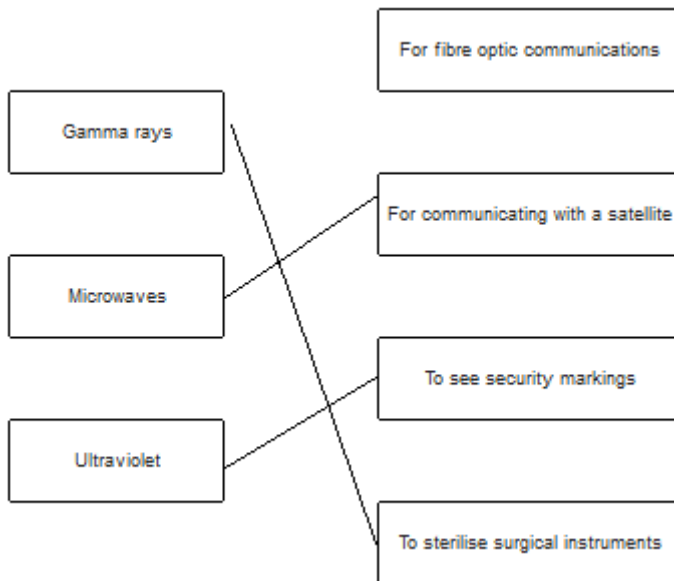 For fibre optic communications
Gamma rays
For communicating with a satellite
Microwaves
To see security markings
Ultraviolet
To sterilise surgical instruments